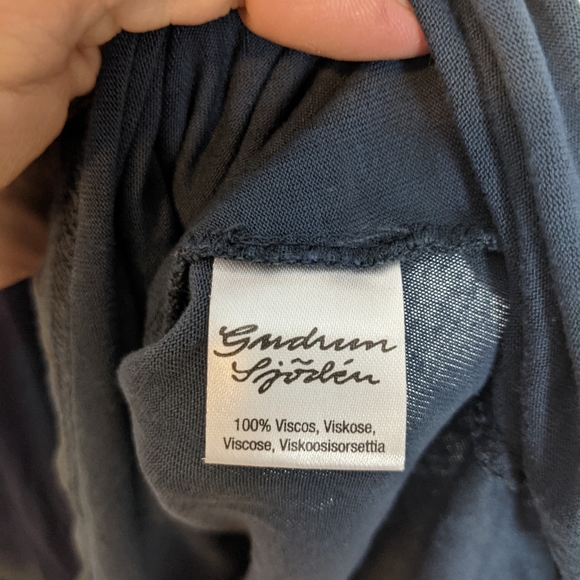 Gudrun
Sjödén
100% Viscos, Viskose,
Viscose, Viskoosisorsettia